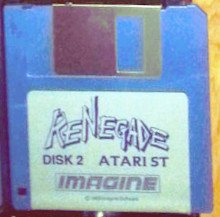 RENEGADE
DISK 2 ATARI ST
IMAGINE